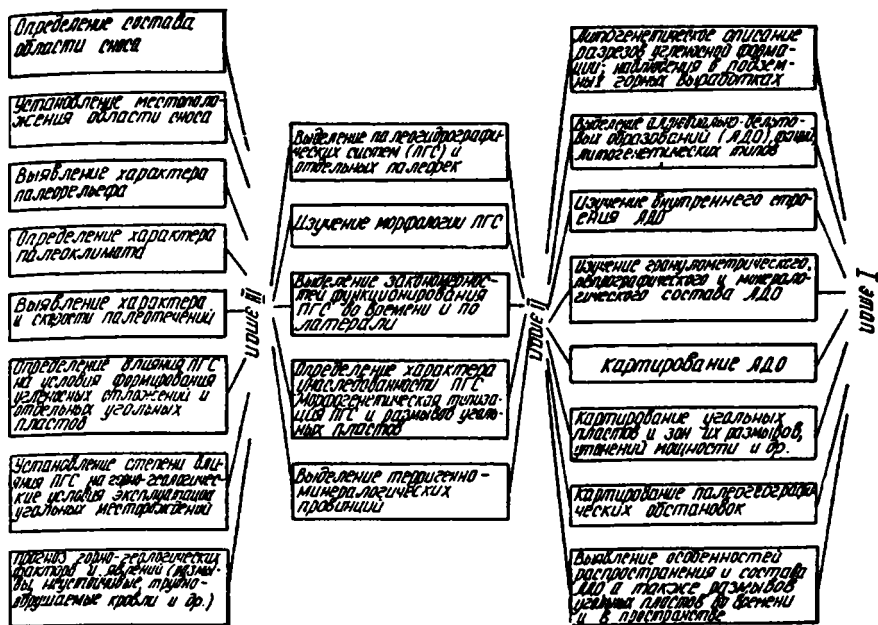 Определение состава
области сноса
Установление местополо-
жения области сноса
Выявление характера
палеорельефа
Определение характера
палеоклимата
Выявление характера
и скорости палеотечений
Определение влияния ПГС
на условия формирования
угленосных отложений и
отдельных угольных
пластов
Установление степени вли-
яния ПГС на горно-геологичес-
кие условия эксплуатации
угольных месторождений
Прогноз горно-геологических
факторов и явлений (размы-
вы, неустойчивые, трудно-
обрушаемые кровли и др.)
III этап
Выделение палеогидрографи-
ческих систем (ПГС) и
отдельных палеорек
Изучение морфологии ПГС
Выделение закономернос-
тей функционирования
ПГС во времени и по
латерали
Определение характера
унаследованности ПГС
Морфогенетическая типиза-
ция ПГС и размывов уголь-
ных пластов
Выделение терригенно-
минералогических
провинций
II этап
Литогенетическое описание
разрезов угленосной форма-
ции; наблюдения в подзем-
ных горных выработках
Выделение аллювиально-дельто-
вых образований (АДО), фаций,
литогенетических типов
Изучение внутреннего стро-
ения АДО
Изучение гранулометрического,
петрографического и минерало-
гического состава АДО
Картирование АДО
Картирование угольных
пластов и зон их размывов,
утонений мощности и др.
Картирование палеогеографи-
ческих обстановок
Выявление особенностей
распространения и состава
АДО а также размывов
угольных пластов во времени
и в пространстве
I этап